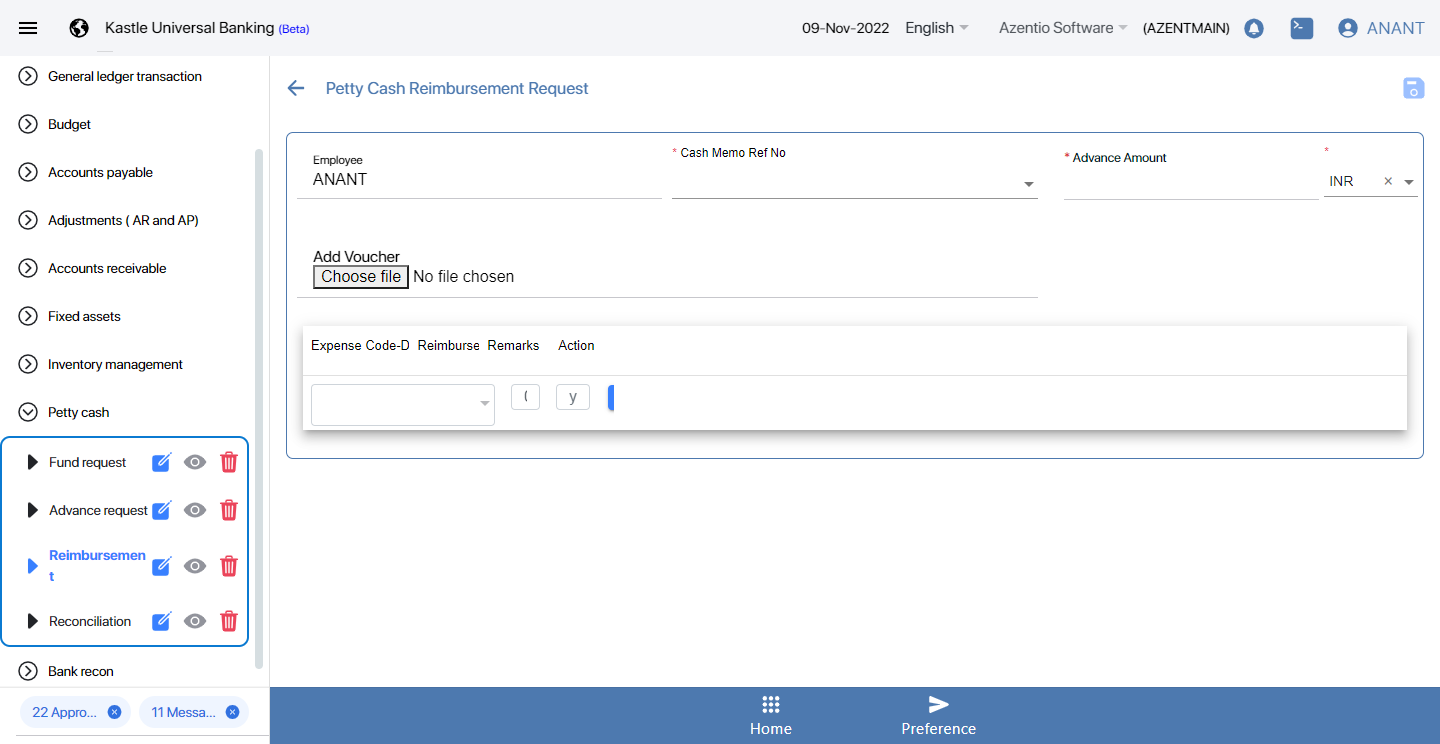 Kastle Universal Banking (Beta)
09-Nov-2022
English
Azentio Software
(AZENTMAIN)
ANANT
General ledger transaction
Budget
Accounts payable
Adjustments ( AR and AP)
Accounts receivable
Fixed assets
Inventory management
Petty cash
Fund request
Advance request
Reimbursemen
t
Reconciliation
Bank recon
22 Appro...
11 Messa...
Petty Cash Reimbursement Request
Employee
ANANT
* Cash Memo Ref No
* Advance Amount
*
INR
Add Voucher
Choose file No file chosen
Expense Code-D Reimburse Remarks Action
y
Home
Preference